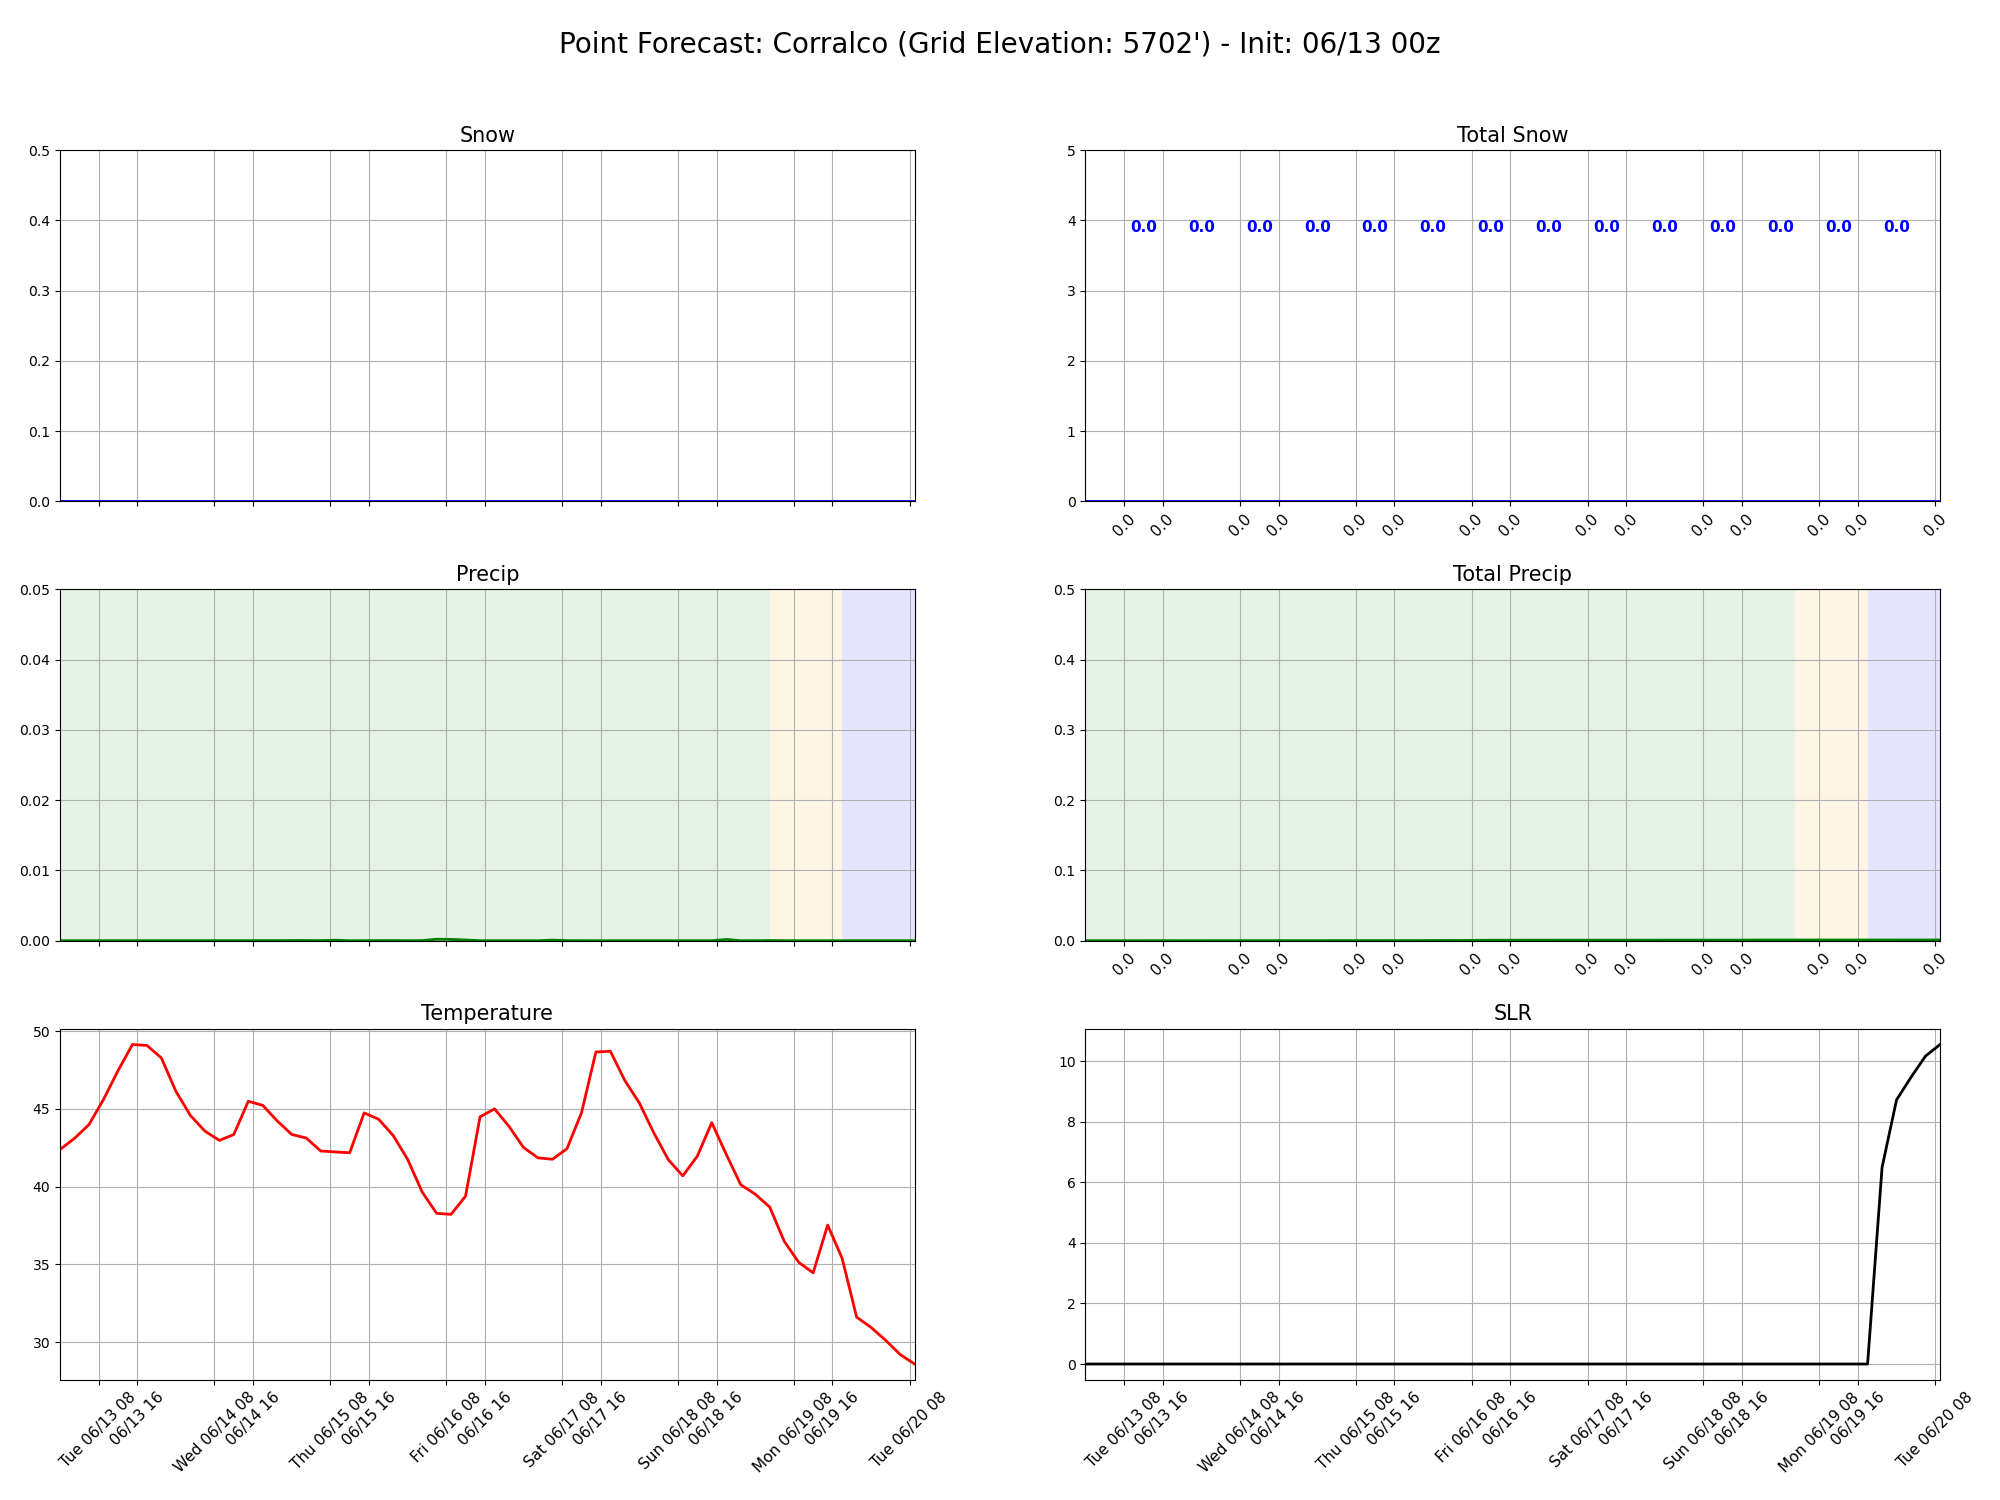 Point Forecast: Corralco (Grid Elevation: 5702') - Init: 06/13 00z
Snow
0.5
0.4
0.3
0.2
0.1
0.0
Total Snow
5
4
3
2
1
0
0.0 0.0 0.0 0.0 0.0 0.0 0.0 0.0 0.0 0.0 0.0 0.0 0.0 0.0
0.0 0.0 0.0 0.0 0.0 0.0 0.0 0.0 0.0 0.0 0.0 0.0 0.0 0.0 0.0
Precip
0.05
0.04
0.03
0.02
0.01
0.00
Total Precip
0.5
0.4
0.3
0.2
0.1
0.0
0.0 0.0 0.0 0.0 0.0 0.0 0.0 0.0 0.0 0.0 0.0 0.0 0.0 0.0 0.0
Temperature
50
45
40
35
30
Tue 06/13 08
06/13 16
Wed 06/14 08
06/14 16
Thu 06/15 08
06/15 16
Fri 06/16 08
06/16 16
Sat 06/17 08
06/17 16
Sun 06/18 08
06/18 16
Mon 06/19 08
06/19 16
Tue 06/20 08
SLR
10
8
6
4
2
0
Tue 06/13 08
06/13 16
Wed 06/14 08
06/14 16
Thu 06/15 08
06/15 16
Fri 06/16 08
06/16 16
Sat 06/17 08
06/17 16
Sun 06/18 08
06/18 16
Mon 06/19 08
06/19 16
Tue 06/20 08